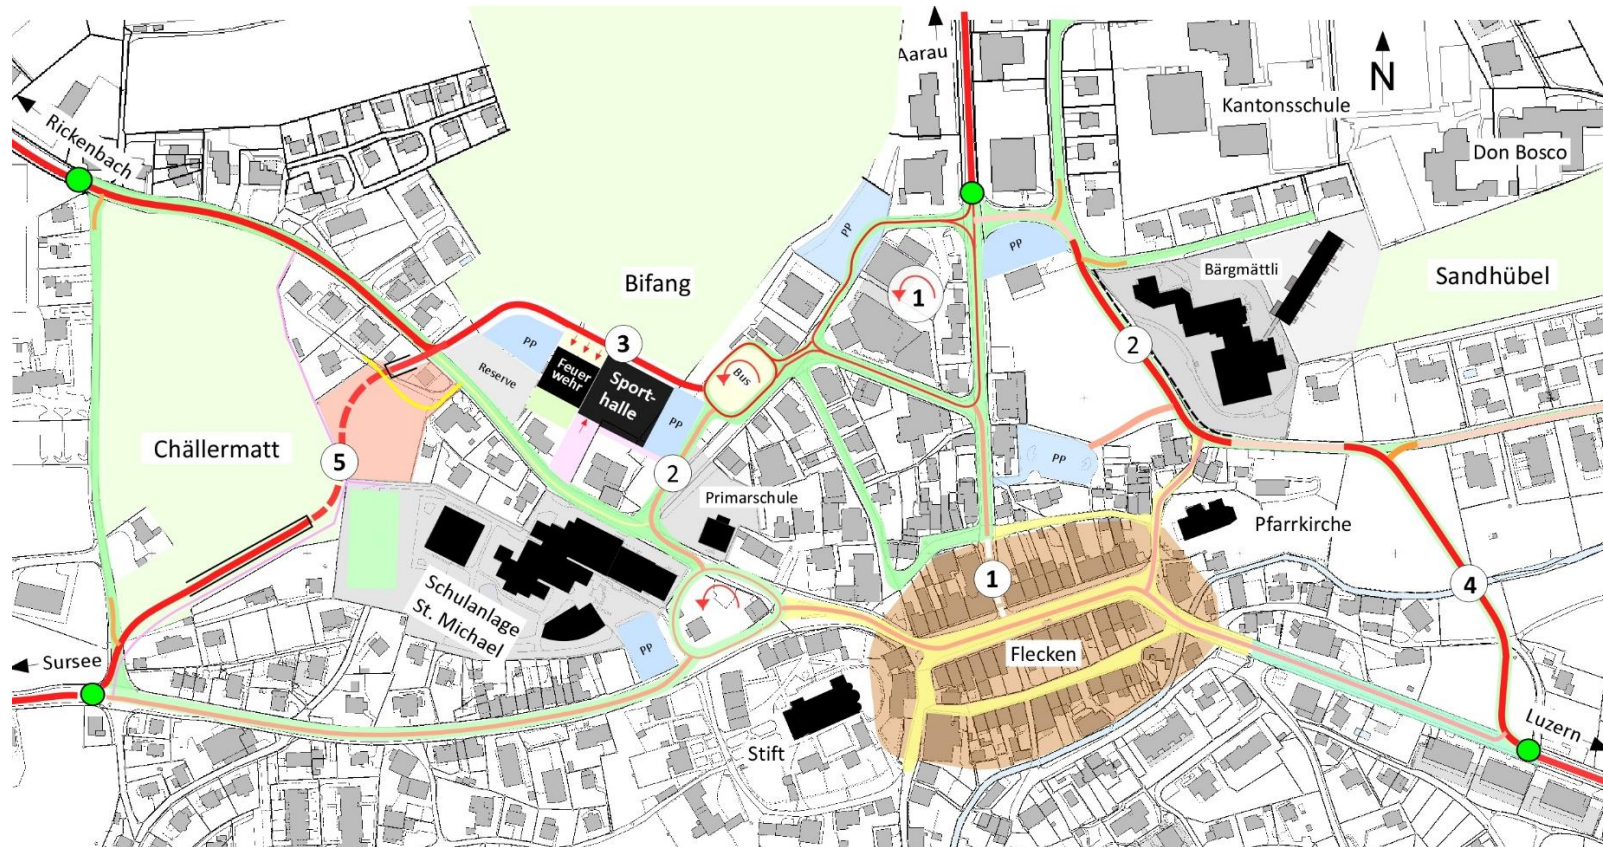 Aarau
N
Kantonsschule
Rickenbach
Don Bosco
PP
PP
Bärgmättli
Sandhübel
Bifang
1
2
3
PP
Feuer
wehr
Sport-
halle
Reserve
Bus
PP
Chällermatt
5
2
PP
Primarschule
Pfarrkirche
1
4
Schulanlage
St. Michael
PP
Flecken
Sursee
Stift
Luzern